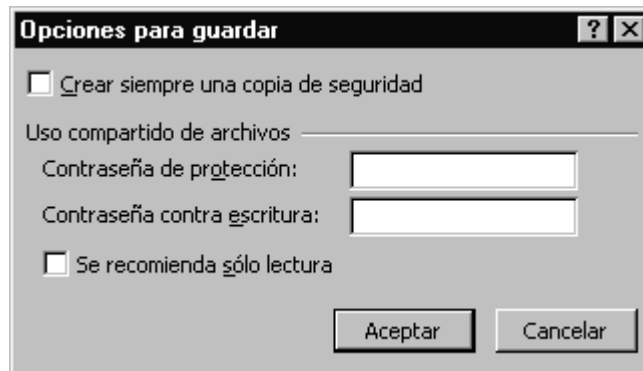 Opciones para guardar
Crear siempre una copia de seguridad
Uso compartido de archivos
Contraseña de protección:
Contraseña contra escritura:
Se recomienda sólo lectura
Aceptar Cancelar